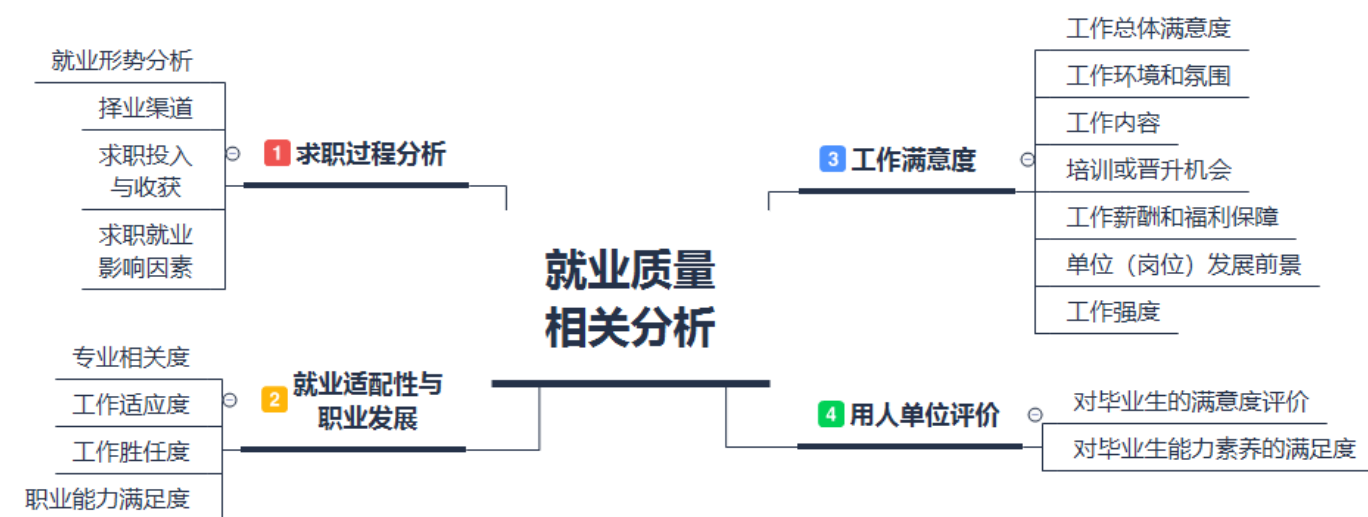 就业质量
相关分析
1 求职过程分析
就业形势分析
择业渠道
求职投入
与收获
求职就业
影响因素
2 就业适配性与
职业发展
专业相关度
工作适应度
工作胜任度
职业能力满足度
3 工作满意度
工作总体满意度
工作环境和氛围
工作内容
培训或晋升机会
工作薪酬和福利保障
单位（岗位）发展前景
工作强度
4 用人单位评价
对毕业生的满意度评价
对毕业生能力素养的满足度